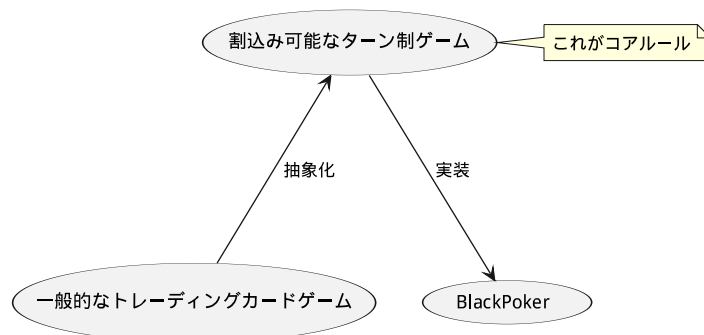 割込み可能なターン制ゲーム
これがコアルール
抽象化
実装
一般的なトレーディングカードゲーム
BlackPoker